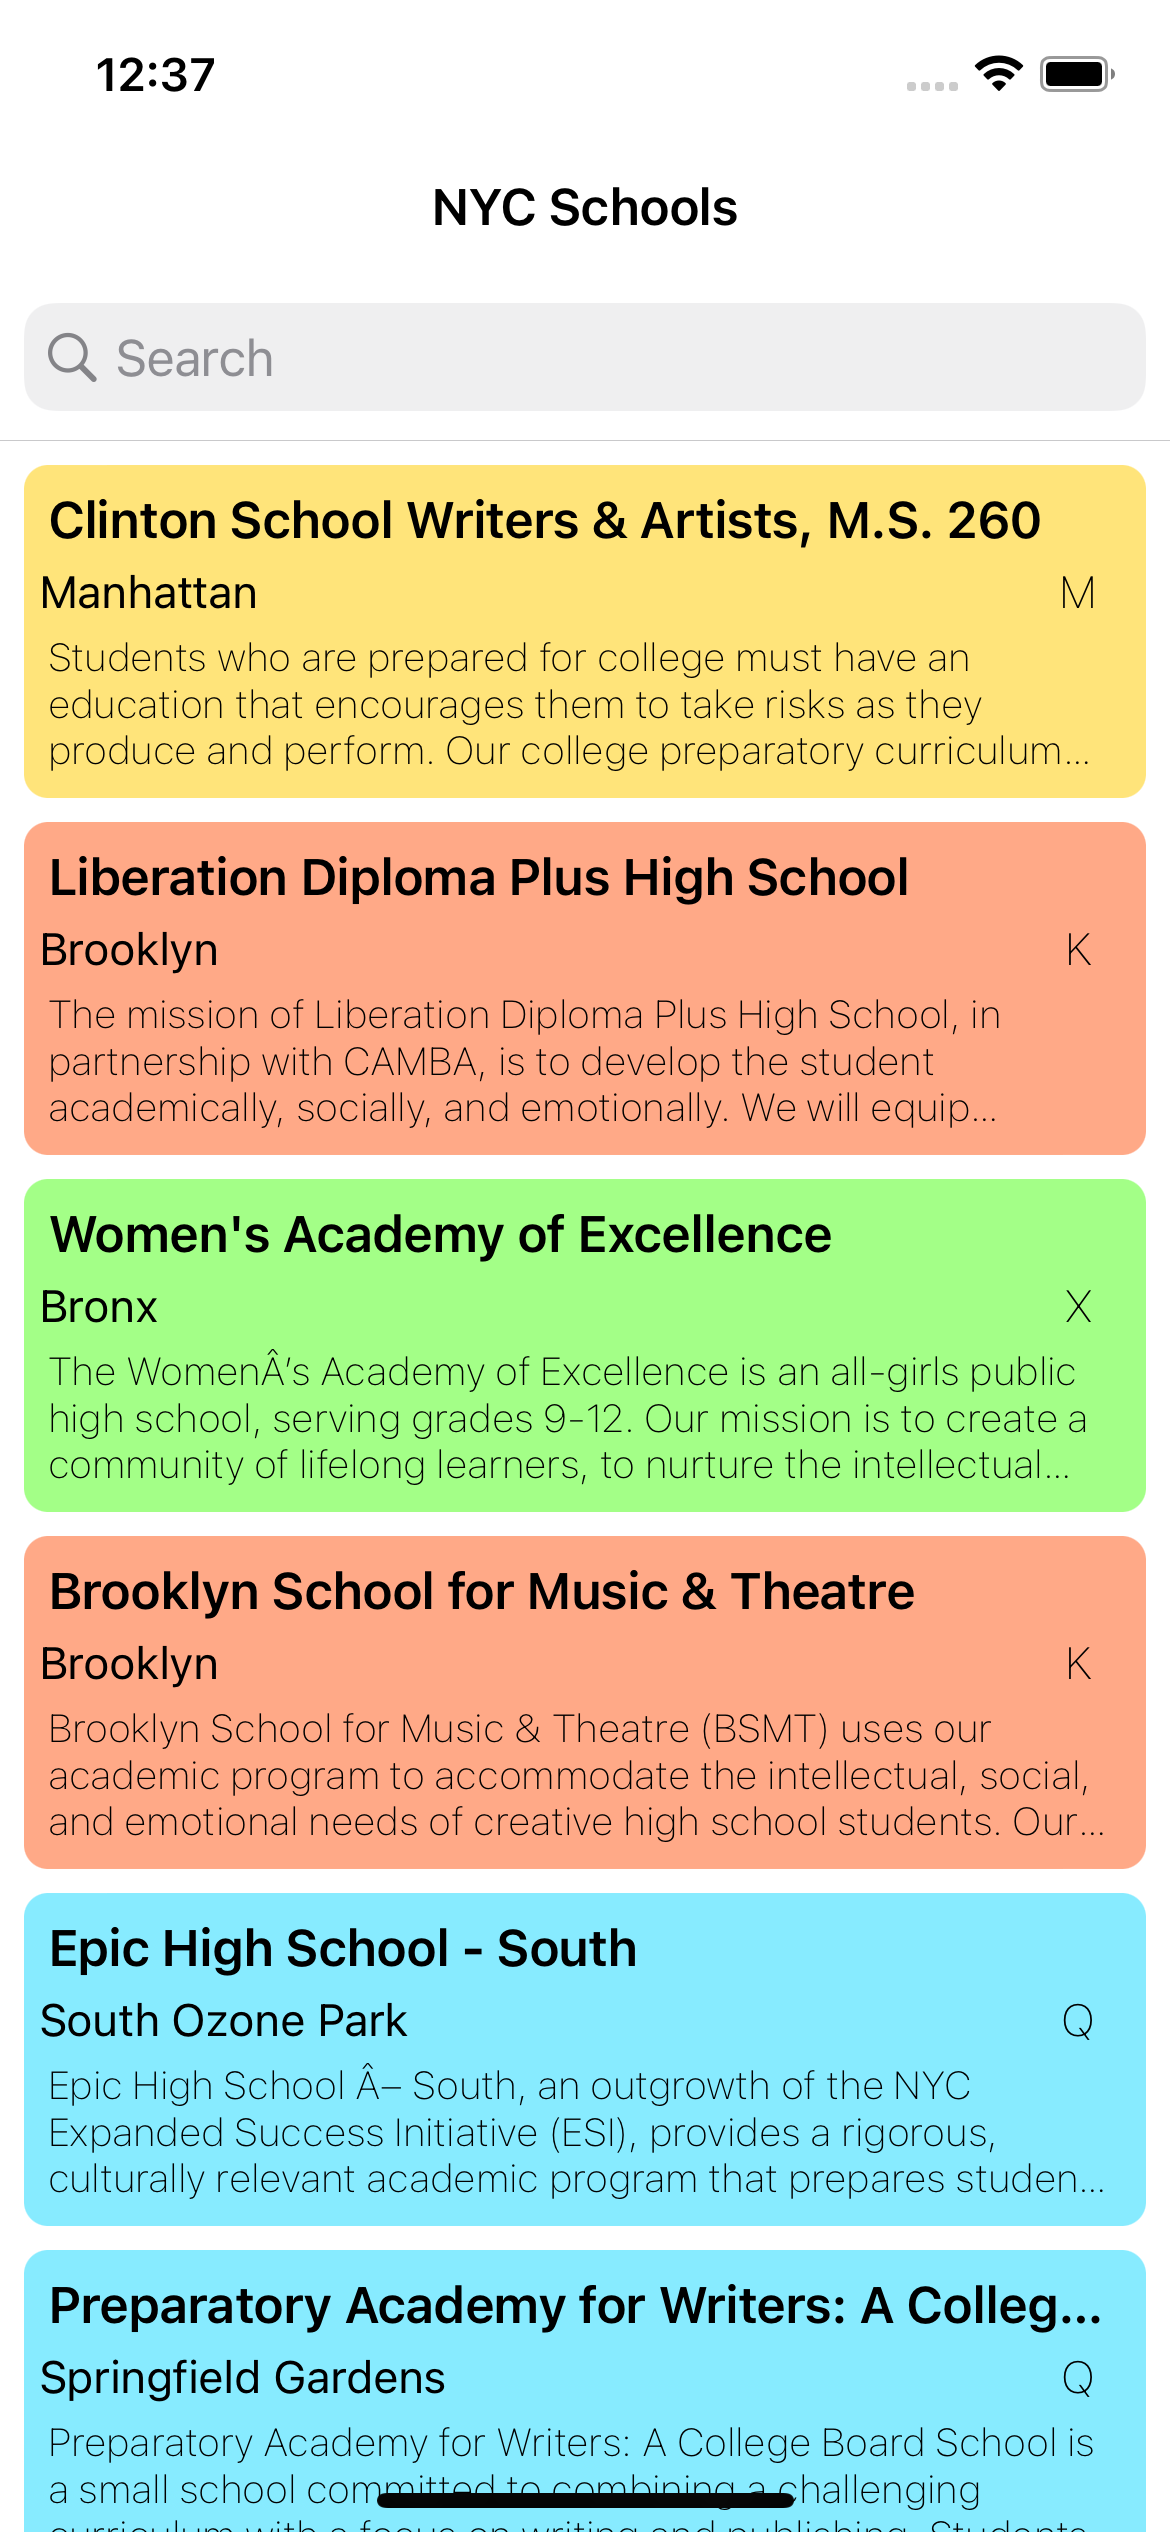 12:37
NYC Schools
Search
Clinton School Writers & Artists, M.S. 260
Manhattan M
Students who are prepared for college must have an
education that encourages them to take risks as they
produce and perform. Our college preparatory curriculum...
Liberation Diploma Plus High School
Brooklyn K
The mission of Liberation Diploma Plus High School, in
partnership with CAMBA, is to develop the student
academically, socially, and emotionally. We will equip...
Women's Academy of Excellence
Bronx X
The WomenÂ's Academy of Excellence is an all-girls public
high school, serving grades 9-12. Our mission is to create a
community of lifelong learners, to nurture the intellectual...
Brooklyn School for Music & Theatre
Brooklyn K
Brooklyn School for Music & Theatre (BSMT) uses our
academic program to accommodate the intellectual, social,
and emotional needs of creative high school students. Our...
Epic High School - South
South Ozone Park Q
Epic High School Â– South, an outgrowth of the NYC
Expanded Success Initiative (ESI), provides a rigorous,
culturally relevant academic program that prepares studen...
Preparatory Academy for Writers: A Colleg...
Springfield Gardens Q
Preparatory Academy for Writers: A College Board School is
a small school committed to combining a challenging
curriculum with a focus on writing and publishing. Students